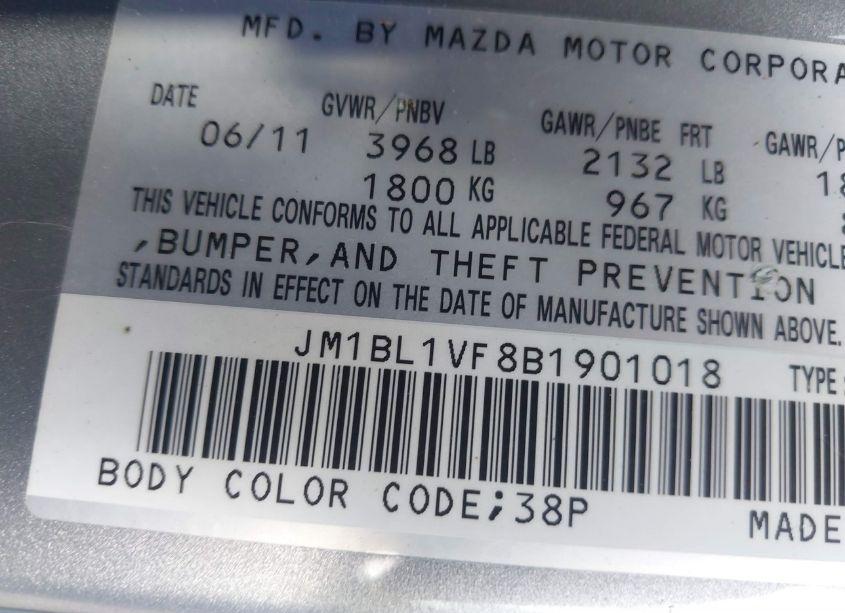 MFD. BY MAZDA MOTOR CORPORA
DATE GVWR/PNBV GAWR/PNBE FRT GAWR/P
06/11 3968 LB 2132 LB 18
1800 KG 967 KG
THIS VEHICLE CONFORMS TO ALL APPLICABLE FEDERAL MOTOR VEHICLE
,BUMPER,AND THEFT PREVENTION
STANDARDS IN EFFECT ON THE DATE OF MANUFACTURE SHOWN ABOVE.
JM1BL1VF8B1901018 TYPE:
BODY COLOR CODE;38P MADE